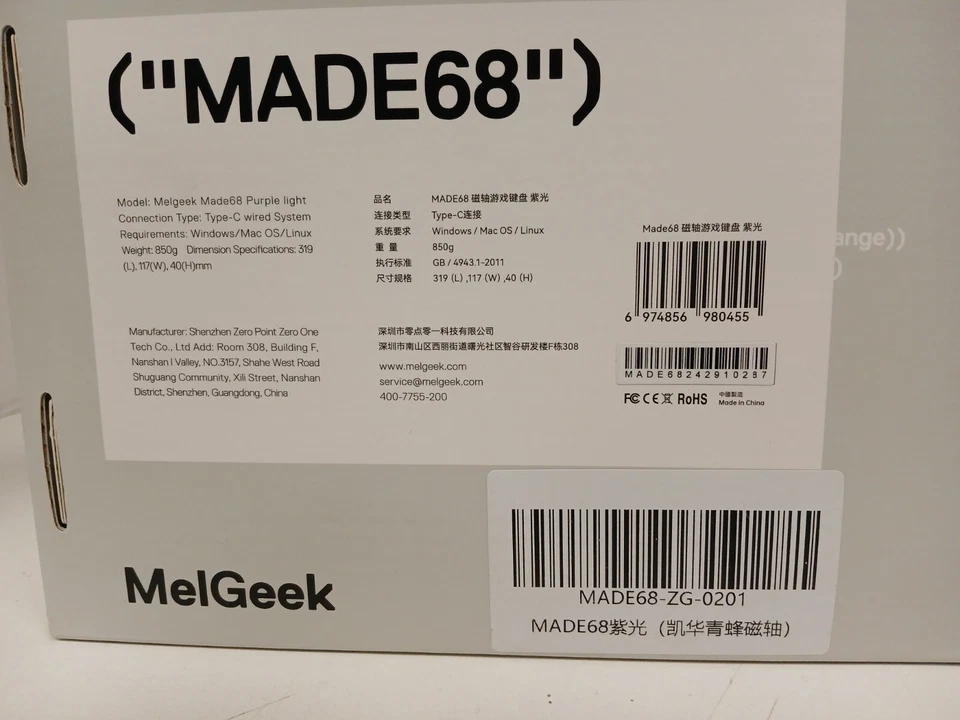 ("MADE68")
Model: Melgeek Made68 Purple light
Connection Type: Type-C wired System
Requirements: Windows/Mac OS/Linux
Weight: 850g Dimension Specifications: 319
(L), 117(W), 40(H)mm
品名 MADE68 磁轴游戏键盘 紫光
连接类型 Type-C连接
系统要求 Windows / Mac OS / Linux
重 量 850g
执行标准 GB / 4943.1-2011
尺寸规格 319 (L) ,117 (W) ,40 (H)
Manufacturer: Shenzhen Zero Point Zero One
Tech Co., Ltd Add: Room 308, Building F,
Nanshan I Valley, NO.3157, Shahe West Road
Shuguang Community, Xili Street, Nanshan
District, Shenzhen, Guangdong, China
深圳市零点零一科技有限公司
深圳市南山区西丽街道曙光社区智谷研发楼F栋308
www.melgeek.com
service@melgeek.com
400-7755-200
Made68 磁轴游戏键盘 紫光
6 974856 980455
MADE68242910287
FC CE RoHS
中國製造
Made in China
ange))
)
MelGeek
MADE68-ZG-0201
MADE68紫光（凯华青蜂磁轴）